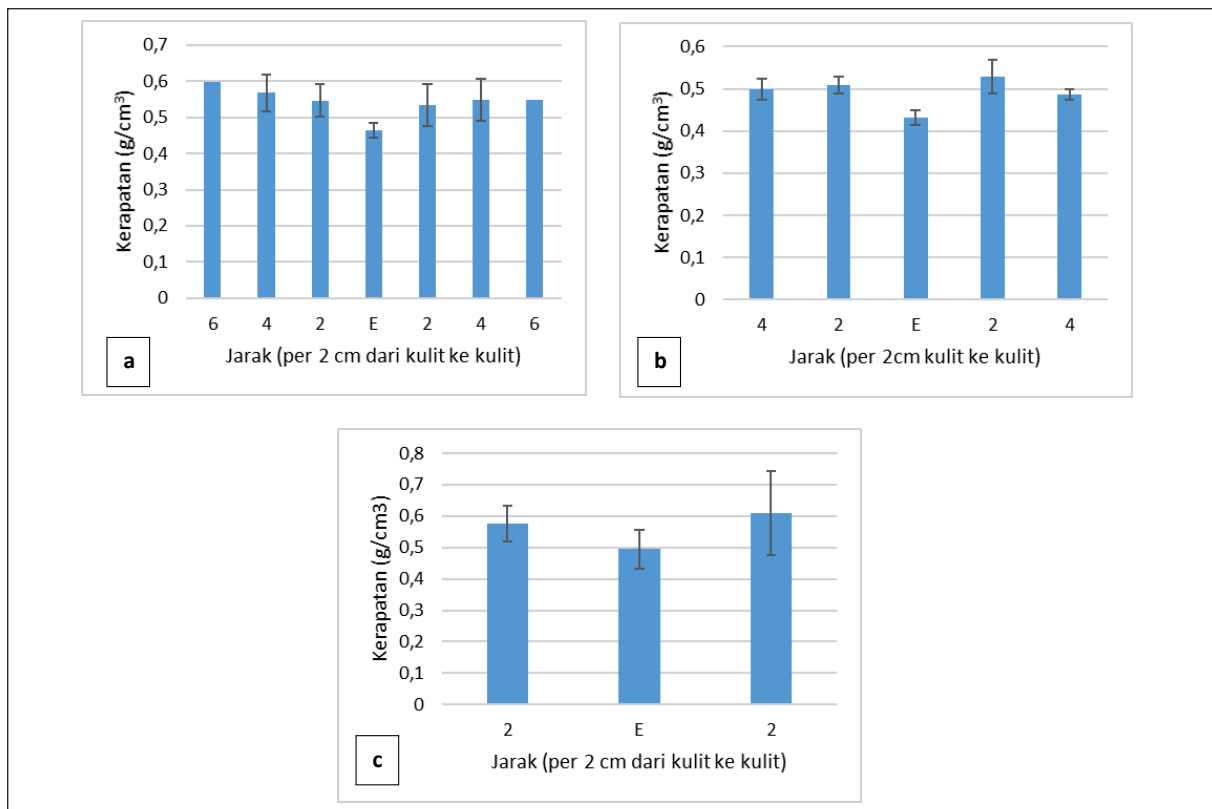 Kerapatan (g/cm³)
0,7
0,6
0,5
0,4
0,3
0,2
0,1
0
6 4 2 E 2 4 6
Jarak (per 2 cm dari kulit ke kulit)
a
Kerapatan (g/cm³)
0,6
0,5
0,4
0,3
0,2
0,1
0
4 2 E 2 4
Jarak (per 2cm kulit ke kulit)
b
Kerapatan (g/cm3)
0,8
0,7
0,6
0,5
0,4
0,3
0,2
0,1
0
2 E 2
Jarak (per 2 cm dari kulit ke kulit)
c